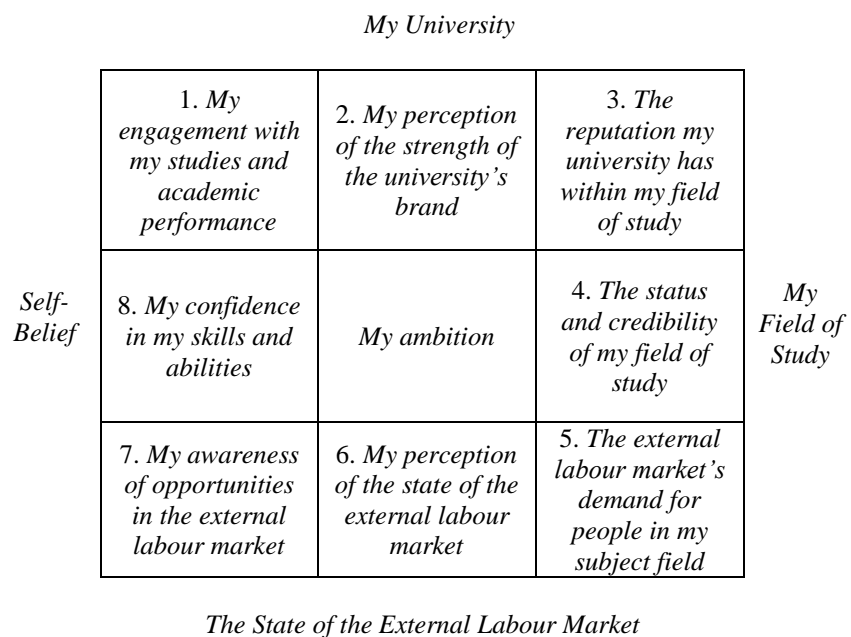 My University
1. My
engagement with
my studies and
academic
performance
2. My perception
of the strength of
the university’s
brand
3. The
reputation my
university has
within my field
of study
Self-
Belief
8. My confidence
in my skills and
abilities
My ambition
4. The status
and credibility
of my field of
study
My
Field of
Study
7. My awareness
of opportunities
in the external
labour market
6. My perception
of the state of the
external labour
market
5. The external
labour market’s
demand for
people in my
subject field
The State of the External Labour Market